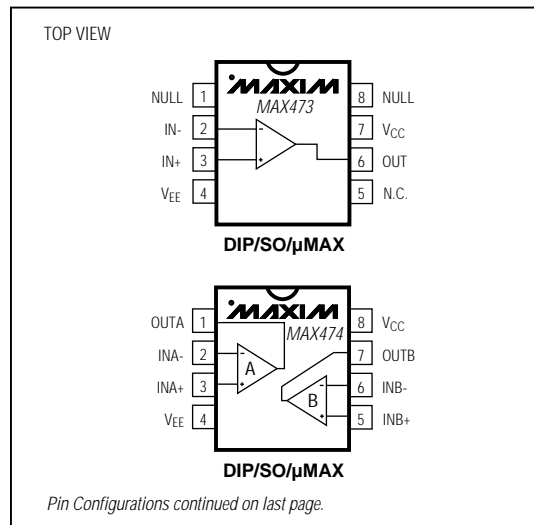 TOP VIEW
MAXIM
MAX473
NULL 1
IN- 2
IN+ 3
VEE 4
8 NULL
7 VCC
6 OUT
5 N.C.
- 
+
DIP/SO/µMAX
MAXIM
MAX474
OUTA 1
INA- 2
INA+ 3
VEE 4
8 VCC
7 OUTB
6 INB-
5 INB+
- 
A
+
- 
B
+
DIP/SO/µMAX
Pin Configurations continued on last page.